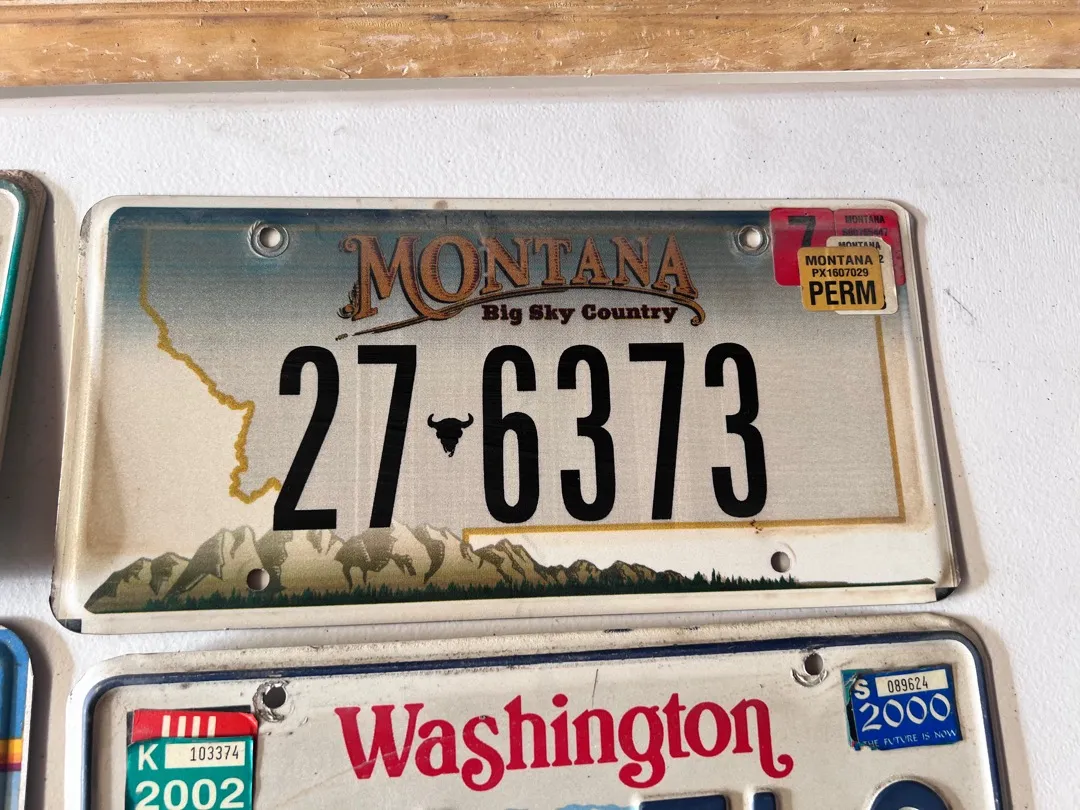 MONTANA
Big Sky Country
27 6373
7
MONTANA
MONTANA
MONTANA
PX1607029
PERM
Washington
K 103374
2002
S 089624
2000
THE FUTURE IS NOW